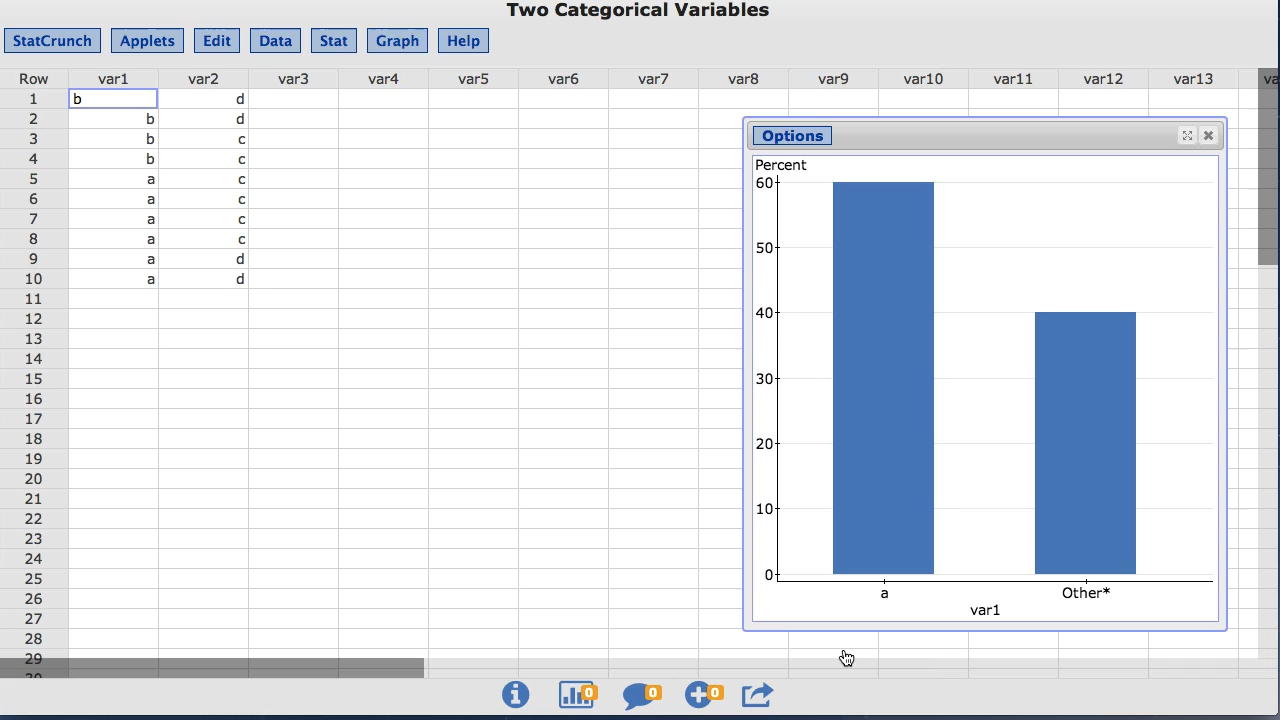 Two Categorical Variables
StatCrunch Applets Edit Data Stat Graph Help
Row var1 var2 var3 var4 var5 var6 var7 var8 var9 var10 var11 var12 var13 va
1 b d
2 b d
3 b c
4 b c
5 a c
6 a c
7 a c
8 a c
9 a d
10 a d
11
12
13
14
15
16
17
18
19
20
21
22
23
24
25
26
27
28
29
Options
Percent
60
50
40
30
20
10
0
a Other*
var1
0 0 0